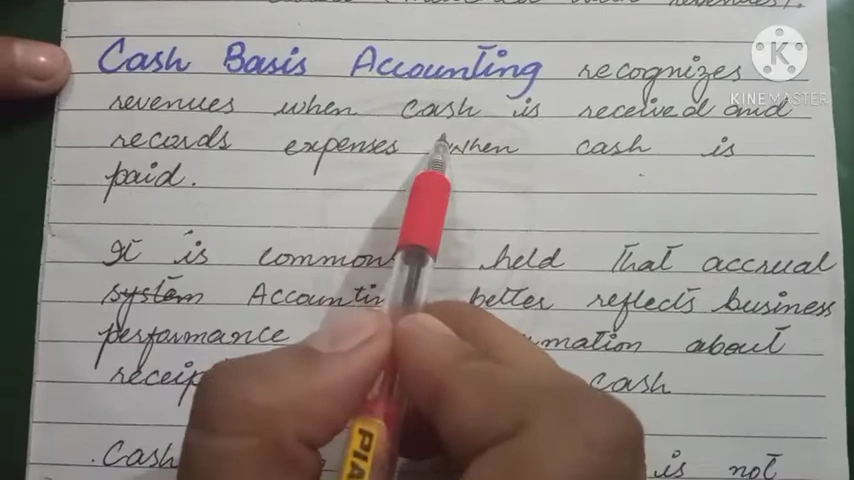 Cash Basis Accounting recognizes
revenues when cash is received and
records expenses when cash is
paid.
It is held that accrual
system Accounting better reflects business
performance about
cash
Cash is not
K
KINEMASTER
PIA